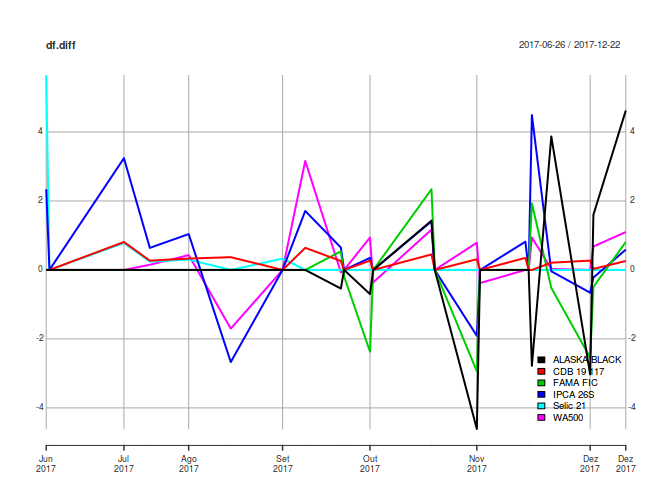 df.diff
2017-06-26 / 2017-12-22
4 4
2 2
0 0
-2 -2
-4 -4
ALASKA BLACK
CDB 19 117
FAMA FIC
IPCA 26S
Selic 21
WA500
Jun Jul Ago Set Out Nov Dez Dez
2017 2017 2017 2017 2017 2017 2017 2017